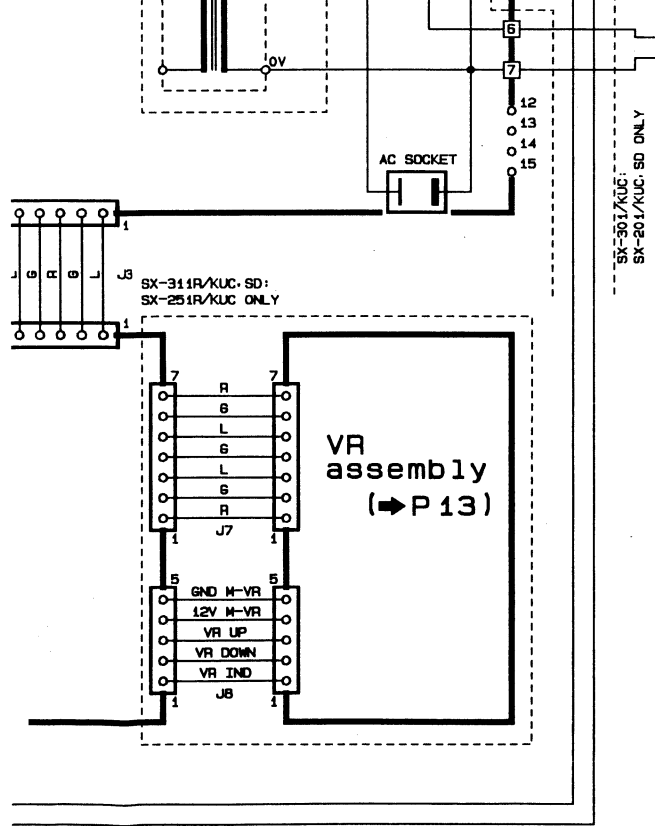 6
0V
7
12
13
14
15
AC SOCKET
SX-301/KUC:
SX-201/KUC,SD ONLY
1
L G R G L
J3
SX-311R/KUC,SD:
SX-251R/KUC ONLY
1
7 7
R
G
L
G
L
G
R
J7
1 1
VR
assembly
(➡P13)
5 5
GND M-VR
12V M-VR
VR UP
VR DOWN
VR IND
J8
1 1